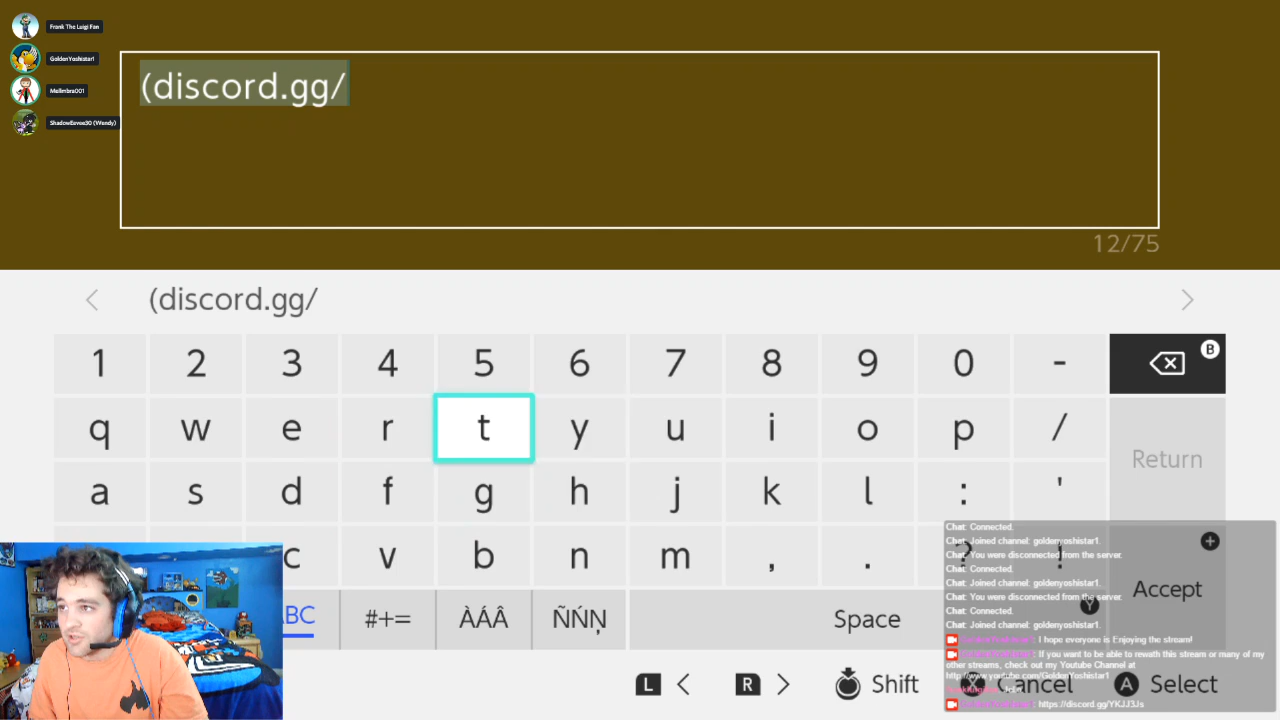 Frank The Luigi Fan
GoldenYoshistar1
ShadowEevee30 (Wendy)
(discord.gg/
12/75
(discord.gg/
1 2 3 4 5 6 7 8 9 0 - B
q w e r t y u i o p /
Return
a s d f g h j k l : '
c v b n m , . ? ! +
Accept
ABC #+= ÀÁÂ ÑŃŅ Space Y
L R Shift X Cancel A Select
Chat: Connected.
Chat: Joined channel: goldenyoshistar1.
Chat: You were disconnected from the server.
Chat: Connected.
Chat: Joined channel: goldenyoshistar1.
Chat: You were disconnected from the server.
Chat: Connected.
Chat: Joined channel: goldenyoshistar1.
I hope everyone is Enjoying the stream!
If you want to be able to rewath this stream or many of my
other streams, check out my Youtube Channel at
http://www.youtube.com/GoldenYoshistar1
https://discord.gg/YKJJ3Js